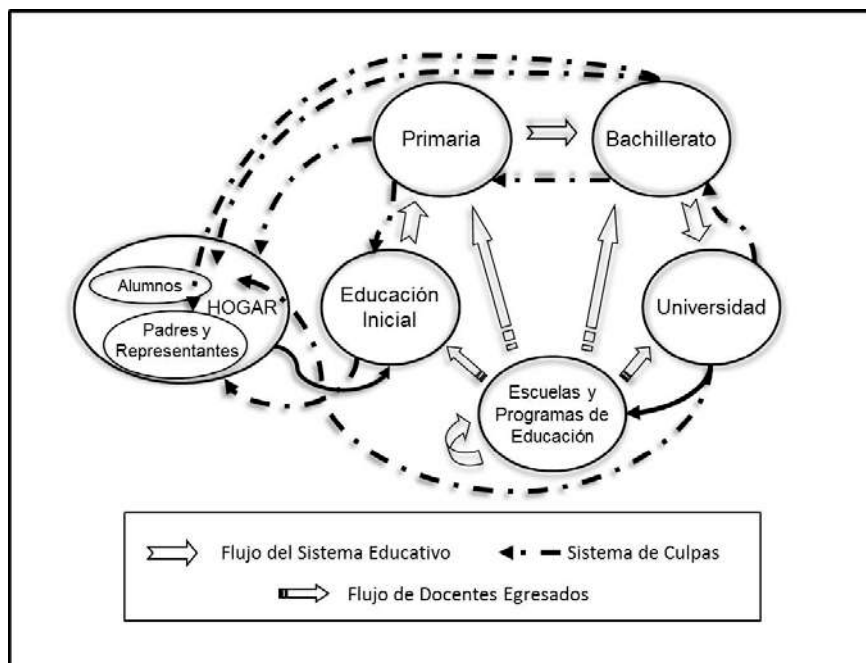 Primaria
Bachillerato
Alumnos
HOGAR
Padres y
Representantes
Educación
Inicial
Universidad
Escuelas y
Programas de
Educación
Flujo del Sistema Educativo
Sistema de Culpas
Flujo de Docentes Egresados